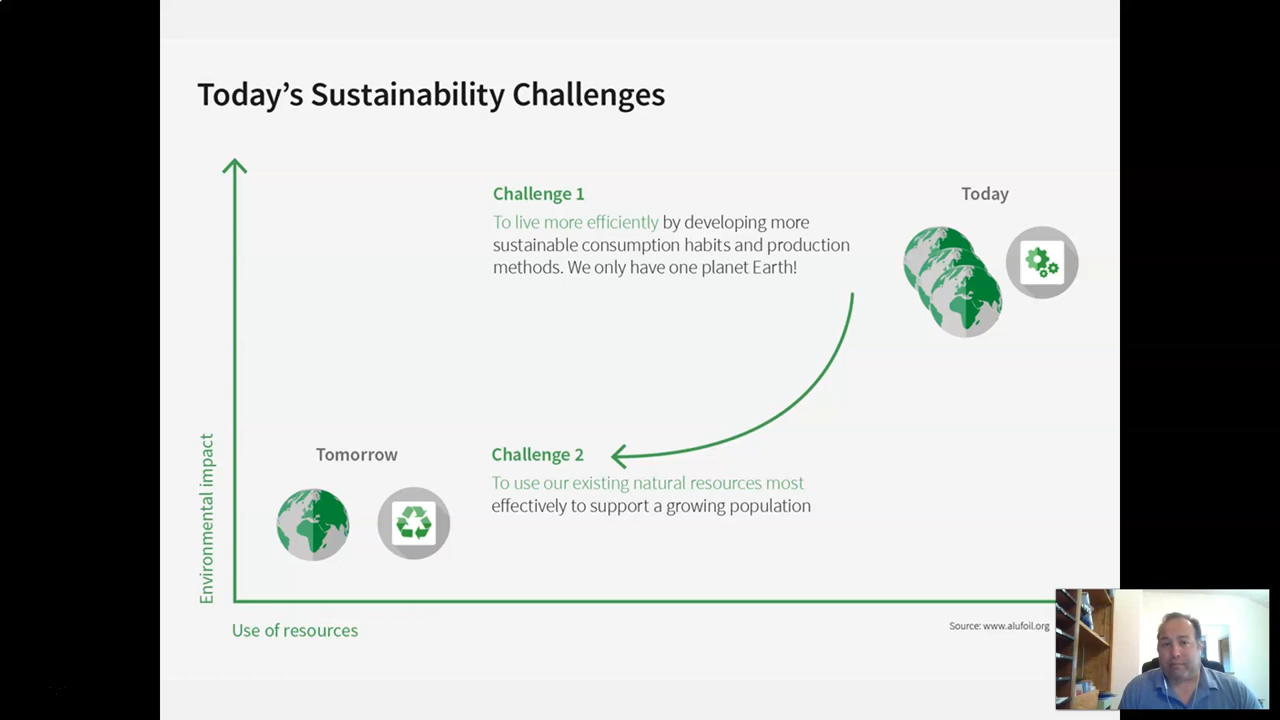 Today's Sustainability Challenges
Challenge 1
To live more efficiently by developing more
sustainable consumption habits and production
methods. We only have one planet Earth!
Today
Environmental impact
Tomorrow
Challenge 2
To use our existing natural resources most
effectively to support a growing population
Use of resources
Source: www.alufoil.org